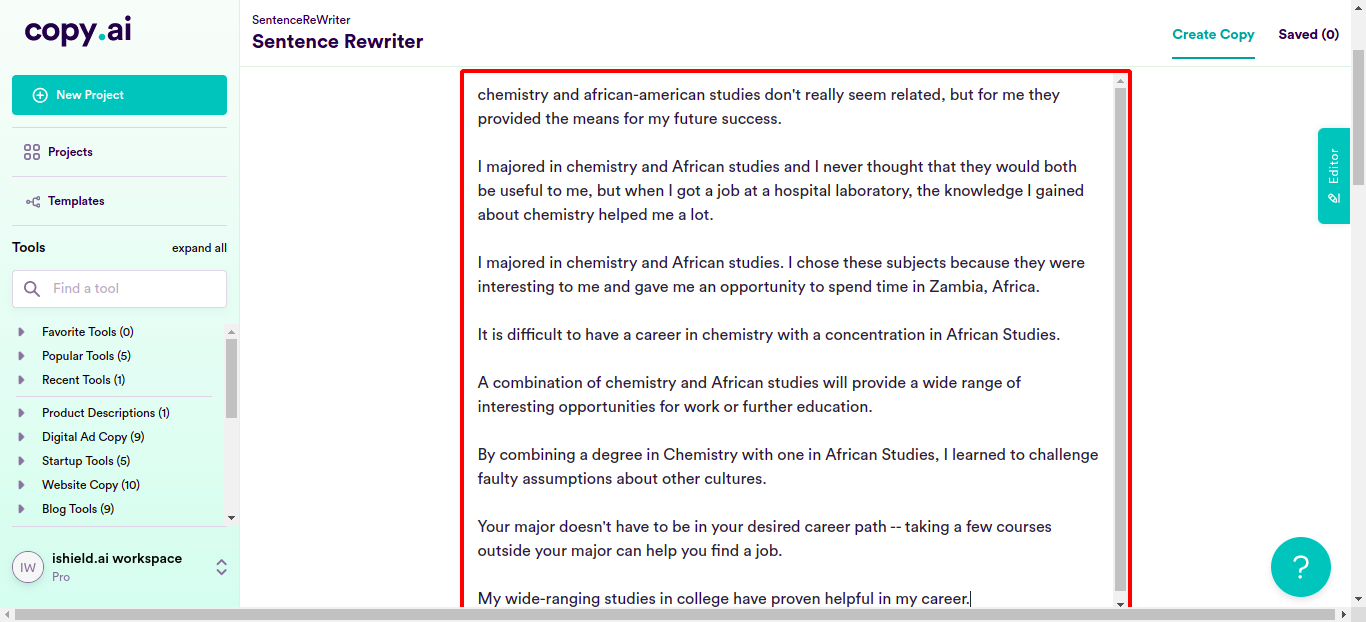 copy.ai
New Project
Projects
Templates
Tools
expand all
Find a tool
Favorite Tools (0)
Popular Tools (5)
Recent Tools (1)
Product Descriptions (1)
Digital Ad Copy (9)
Startup Tools (5)
Website Copy (10)
Blog Tools (9)
IW
ishield.ai workspace
Pro
SentenceReWriter
Sentence Rewriter
Create Copy
Saved (0)
chemistry and african-american studies don't really seem related, but for me they
provided the means for my future success.
I majored in chemistry and African studies and I never thought that they would both
be useful to me, but when I got a job at a hospital laboratory, the knowledge I gained
about chemistry helped me a lot.
I majored in chemistry and African studies. I chose these subjects because they were
interesting to me and gave me an opportunity to spend time in Zambia, Africa.
It is difficult to have a career in chemistry with a concentration in African Studies.
A combination of chemistry and African studies will provide a wide range of
interesting opportunities for work or further education.
By combining a degree in Chemistry with one in African Studies, I learned to challenge
faulty assumptions about other cultures.
Your major doesn't have to be in your desired career path -- taking a few courses
outside your major can help you find a job.
My wide-ranging studies in college have proven helpful in my career.
Editor
?